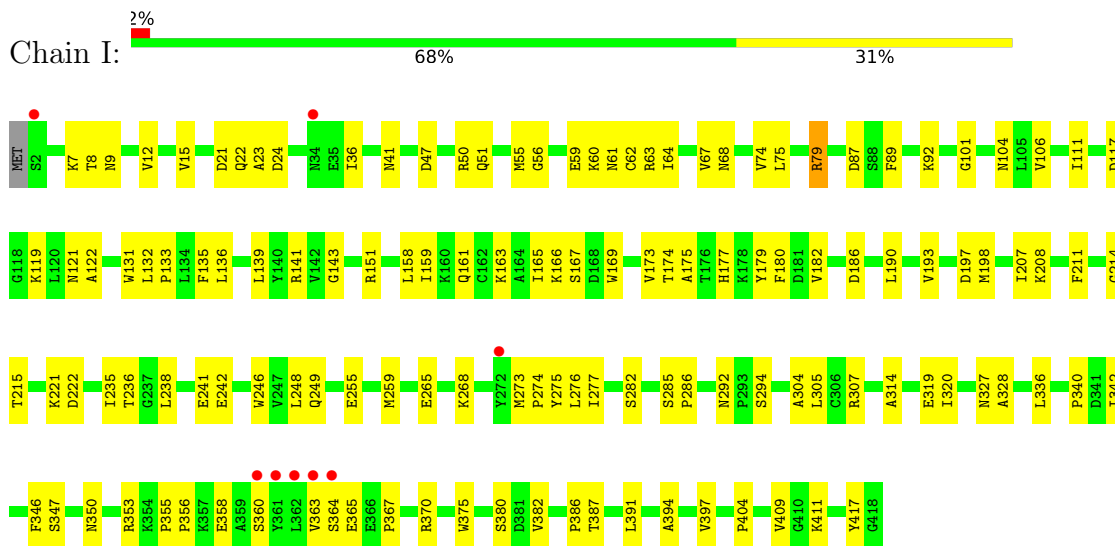 2%
Chain I:
68% 31%
MET S2 K7 T8 N9 V12 V15 D21 Q22 A23 D24 N34 E35 I36 N41 D47 R50 Q51 M55 G56 E59 K60 N61 C62 R63 I64 V67 N68 V74 L75 R79 D87 S88 F89 K92 G101 N104 L105 V106 I111
G118 K119 L120 N121 A122 W131 L132 P133 L134 F135 L136 L139 Y140 R141 V142 G143 R151 L158 I159 K160 Q161 C162 K163 A164 I165 K166 S167 D168 W169 V173 T174 A175 T176 H177 K178 Y179 F180 D181 V182 D186 L190 V193 D197 M198 I207 K208 F211
T215 K221 D222 I235 T236 G237 L238 E241 E242 W246 V247 L248 Q249 E255 M259 E265 K268 Y272 M273 P274 Y275 L276 I277 S282 S285 P286 N292 P293 S294 A304 L305 C306 R307 A314 E319 I320 N327 A328 L336 P340 D341
F346 S347 N350 R353 K354 P355 P356 K357 E358 A359 S360 Y361 L362 V363 S364 E365 E366 P367 R370 W375 S380 D381 V382 P386 T387 L391 A394 V397 P404 V409 G410 K411 Y417 G418